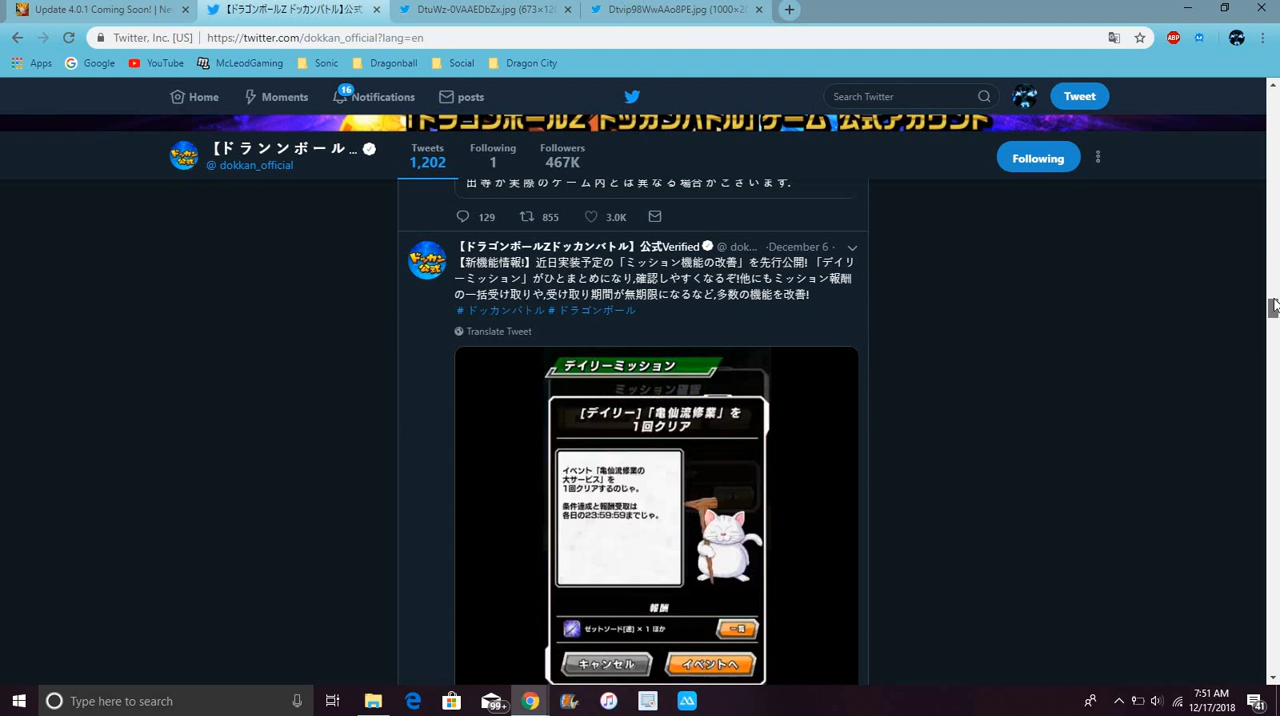 Update 4.0.1 Coming Soon! | Ne
【ドラゴンボールZ ドッカンバトル】公式
DtuWz-0VAAEDbZx.jpg (673×12
Dtvip98WwAAo8PE.jpg (1000×2
Twitter, Inc. [US] | https://twitter.com/dokkan_official?lang=en
Apps Google YouTube McLeodGaming Sonic Dragonball Social Dragon City
Home Moments 16 Notifications posts Search Twitter Tweet
「ドラゴンボールZ ドッカンバトル」ゲーム 公式アカウント
【ドランンボール...
@ dokkan_official
Tweets Following Followers
1,202 1 467K
Following
出等が実際のゲーム内とは異なる場合がございます.
129 855 3.0K
【ドラゴンボールZドッカンバトル】公式Verified @ dok... ·December 6 ·
【新機能情報!】近日実装予定の「ミッション機能の改善」を先行公開! 「デイリ
ーミッション」がひとまとめになり,確認しやすくなるぞ!他にもミッション報酬
の一括受け取りや,受け取り期間が無期限になるなど,多数の機能を改善!
# ドッカンバトル # ドラゴンボール
Translate Tweet
デイリーミッション
[デイリー]「亀仙流修業」を
1回クリア
イベント「亀仙流修業の
大サービス」を
1回クリアするのじゃ。
条件達成と報酬受取は
各日の23:59:59までじゃ。
報酬
ゼットソード[速] × 1 ほか
一覧
キャンセル イベントへ
Type here to search
99+
7:51 AM
12/17/2018
41